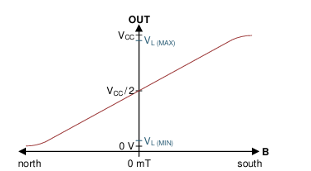 OUT
VCC
VL (MAX)
VCC/2
VL (MIN)
0 V
B
north
0 mT
south